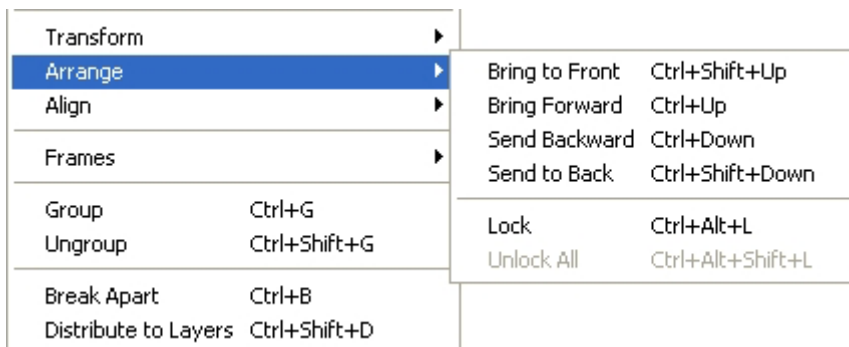 Transform
Arrange
Align
Frames
Group Ctrl+G
Ungroup Ctrl+Shift+G
Break Apart Ctrl+B
Distribute to Layers Ctrl+Shift+D
Bring to Front Ctrl+Shift+Up
Bring Forward Ctrl+Up
Send Backward Ctrl+Down
Send to Back Ctrl+Shift+Down
Lock Ctrl+Alt+L
Unlock All Ctrl+Alt+Shift+L